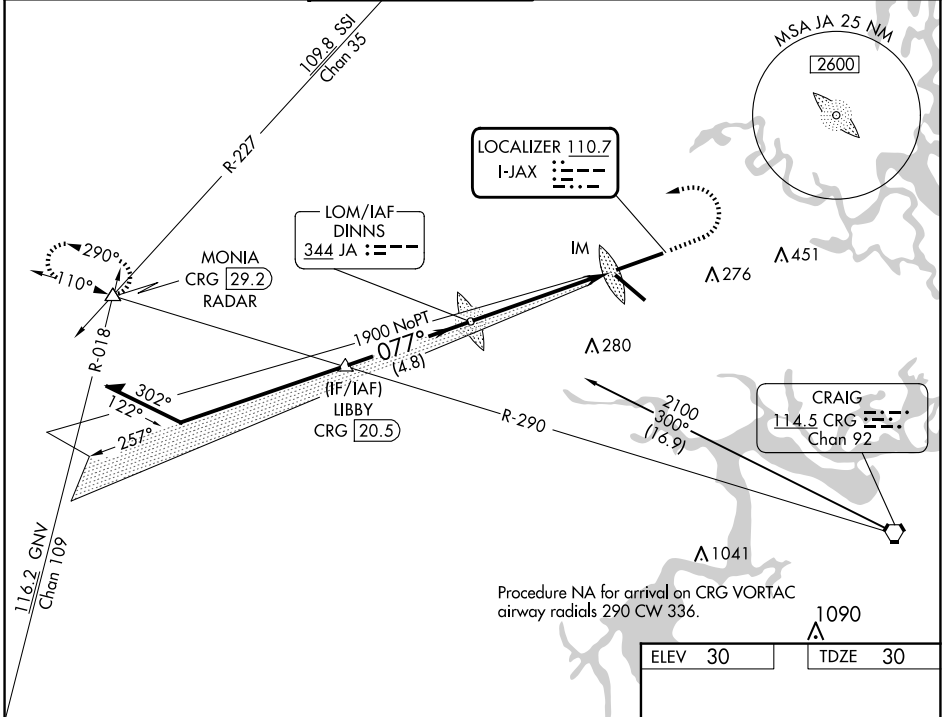 109.8 SSI
Chan 35
R-227
MSA JA 25 NM
2600
LOCALIZER 110.7
I-JAX
LOM/IAF
DINNS
344 JA
IM
451
276
290°
110°
MONIA
CRG 29.2
RADAR
1900 NoPT
077°
(4.8)
280
R-018
302°
122°
257°
(IF/IAF)
LIBBY
CRG 20.5
R-290
2100
300°
(16.9)
CRAIG
114.5 CRG
Chan 92
116.2 GNV
Chan 109
1041
Procedure NA for arrival on CRG VORTAC
airway radials 290 CW 336.
1090
ELEV 30
TDZE 30